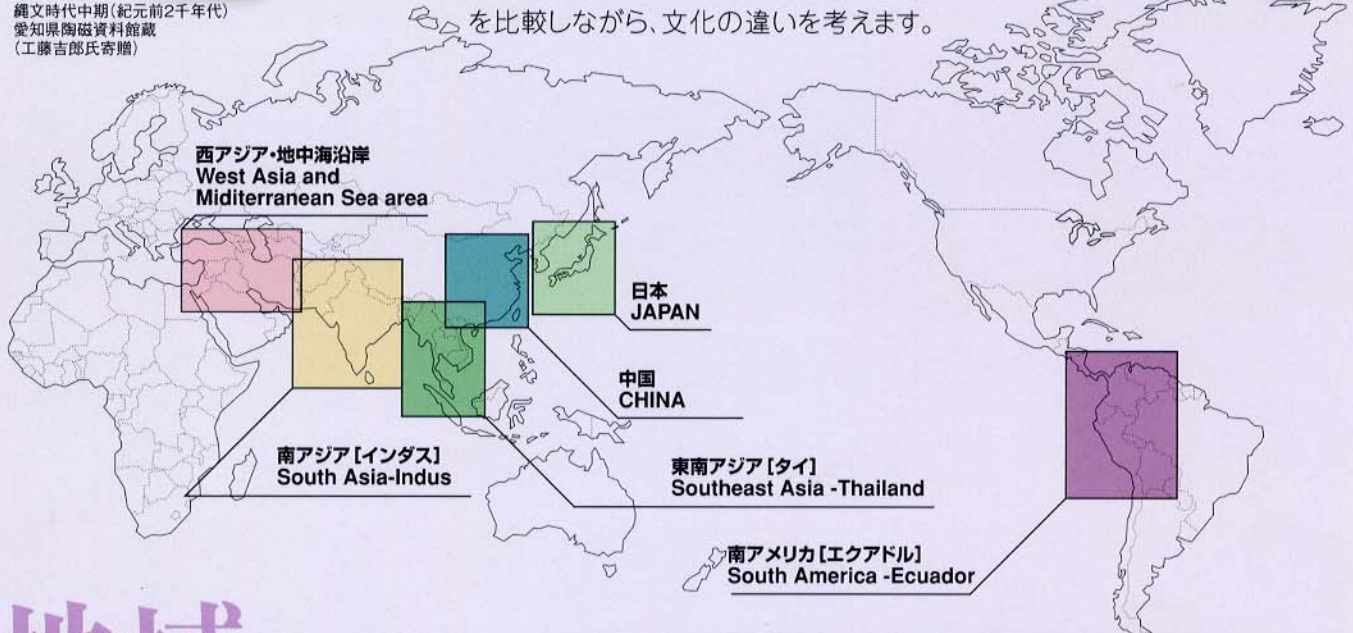 縄文時代中期(紀元前2千年代)
愛知県陶磁資料館蔵
(工藤吉郎氏寄贈)
を比較しながら、文化の違いを考えます。
西アジア・地中海沿岸
West Asia and
Miditerranean Sea area
日本
JAPAN
中国
CHINA
南アジア[インダス]
South Asia-Indus
東南アジア[タイ]
Southeast Asia -Thailand
南アメリカ[エクアドル]
South America -Ecuador
地域